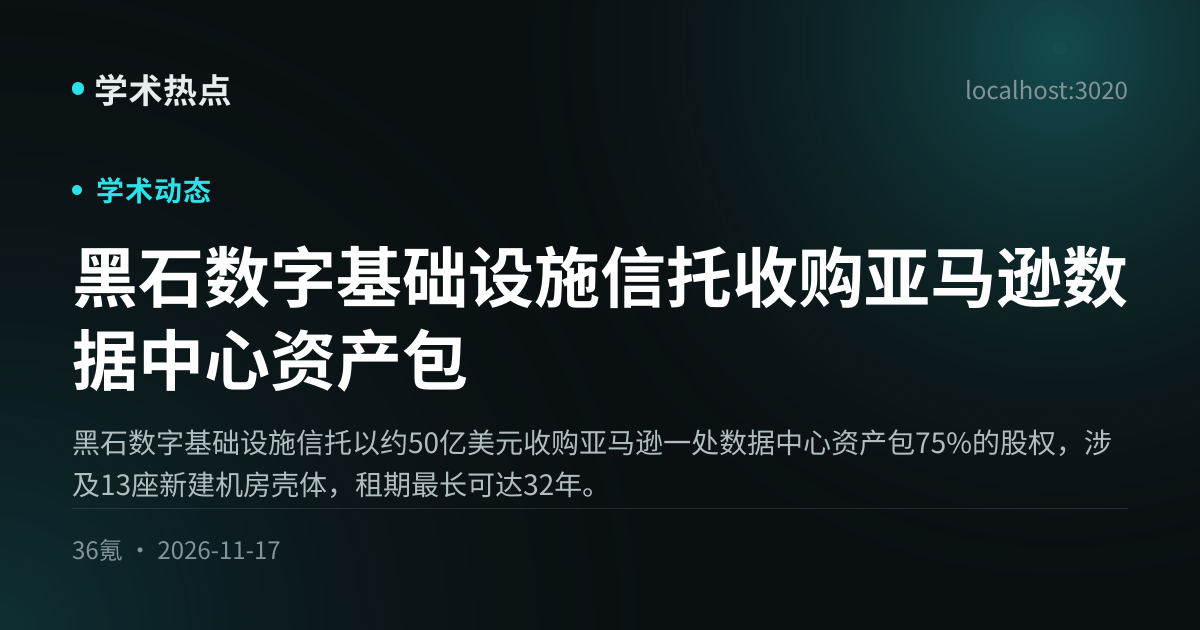 学术热点
localhost:3020
学术动态
黑石数字基础设施信托收购亚马逊数
据中心资产包
黑石数字基础设施信托以约50亿美元收购亚马逊一处数据中心资产包75%的股权，涉
及13座新建机房壳体，租期最长可达32年。
36氪 · 2026-11-17